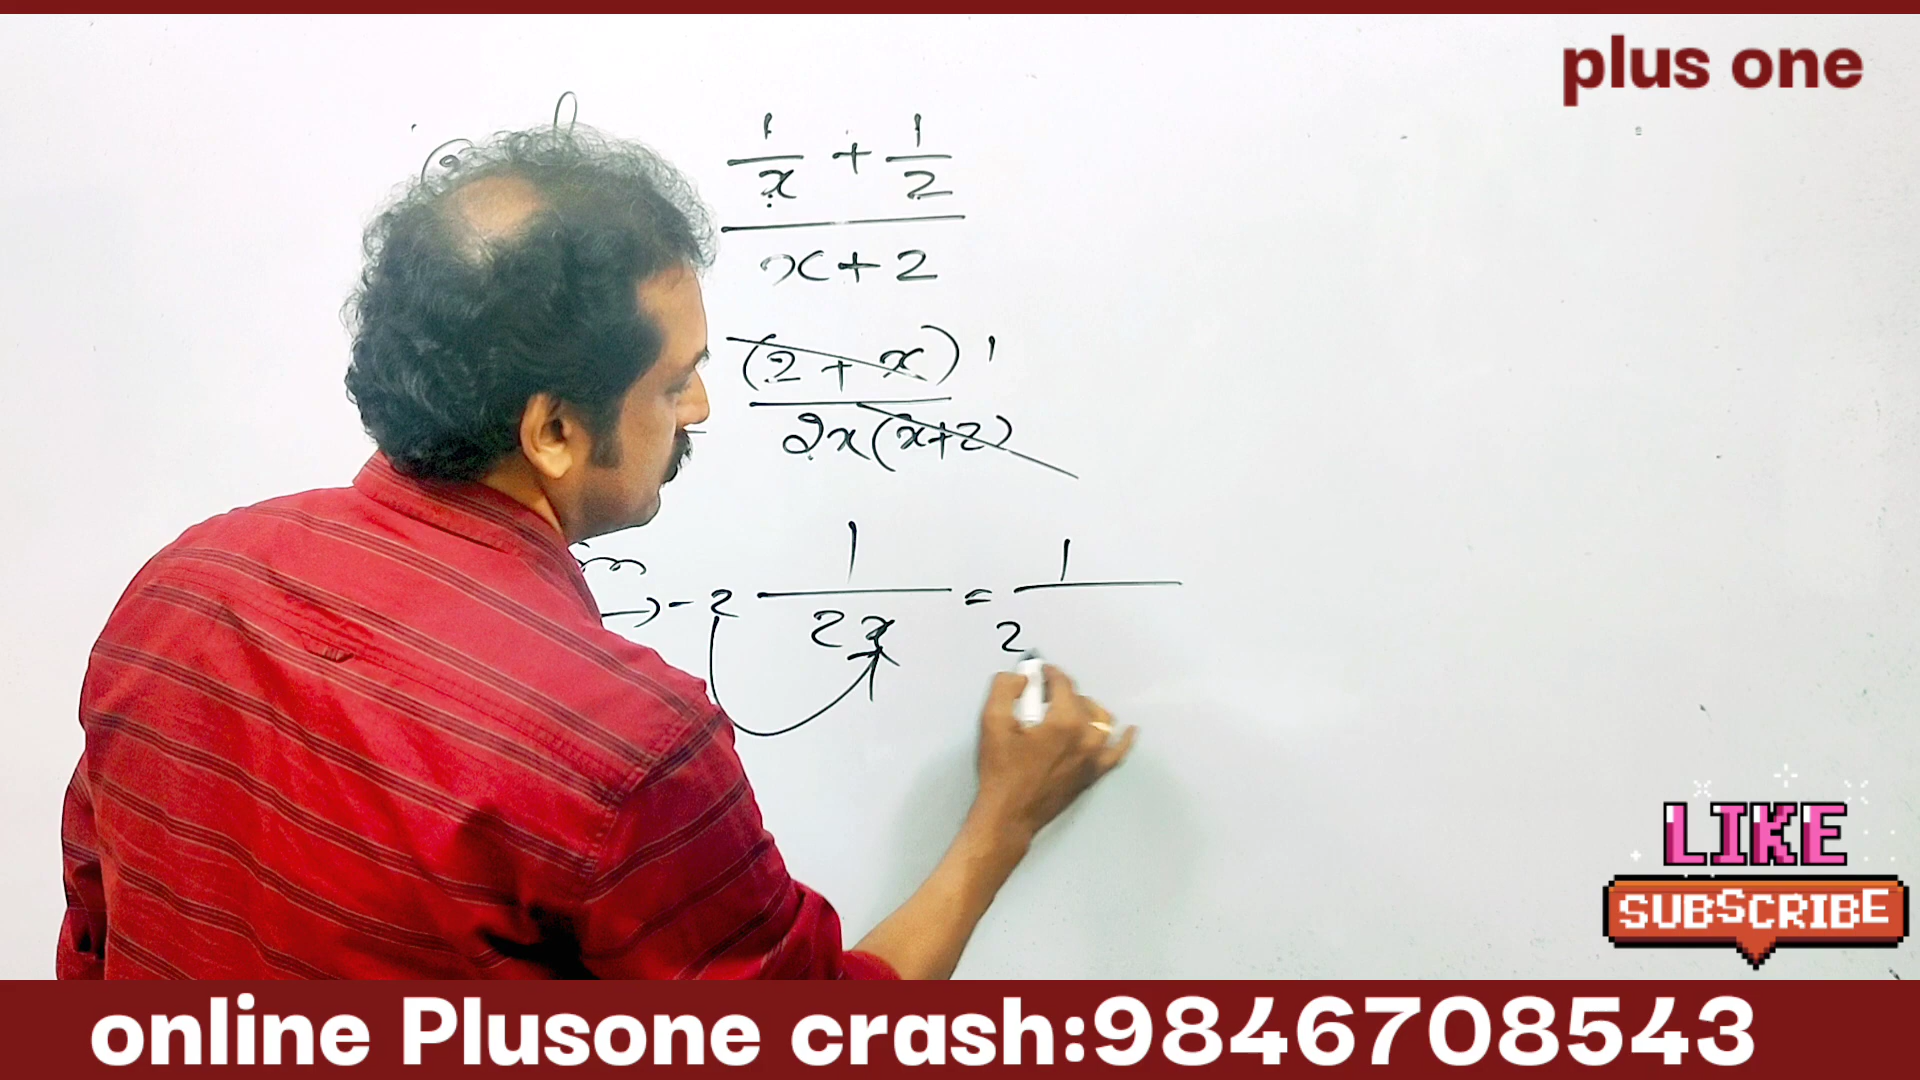 plus one
1/x + 1/2
x+2
(2 + x) 1
2x(x+2)
→-2 1/2x = 1/2
LIKE
SUBSCRIBE
online Plusone crash:9846708543